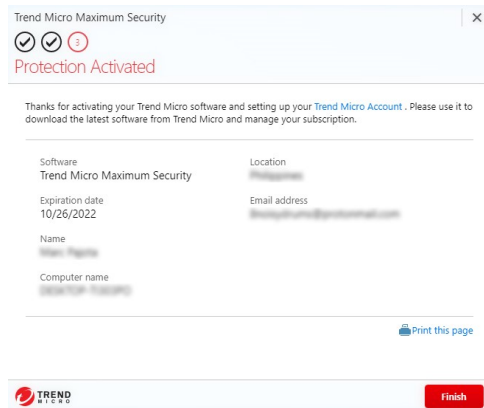 Trend Micro Maximum Security
3
Protection Activated
Thanks for activating your Trend Micro software and setting up your Trend Micro Account . Please use it to
download the latest software from Trend Micro and manage your subscription.
Software
Trend Micro Maximum Security
Location
Expiration date
10/26/2022
Email address
Name
Computer name
Print this page
TREND
MICRO
Finish